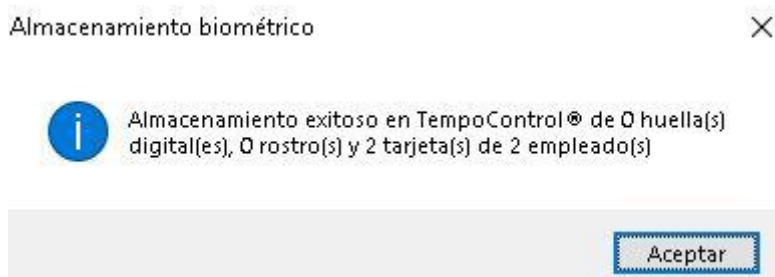 Almacenamiento biométrico
Almacenamiento exitoso en TempoControl® de 0 huella(s)
digital(es), 0 rostro(s) y 2 tarjeta(s) de 2 empleado(s)
Aceptar